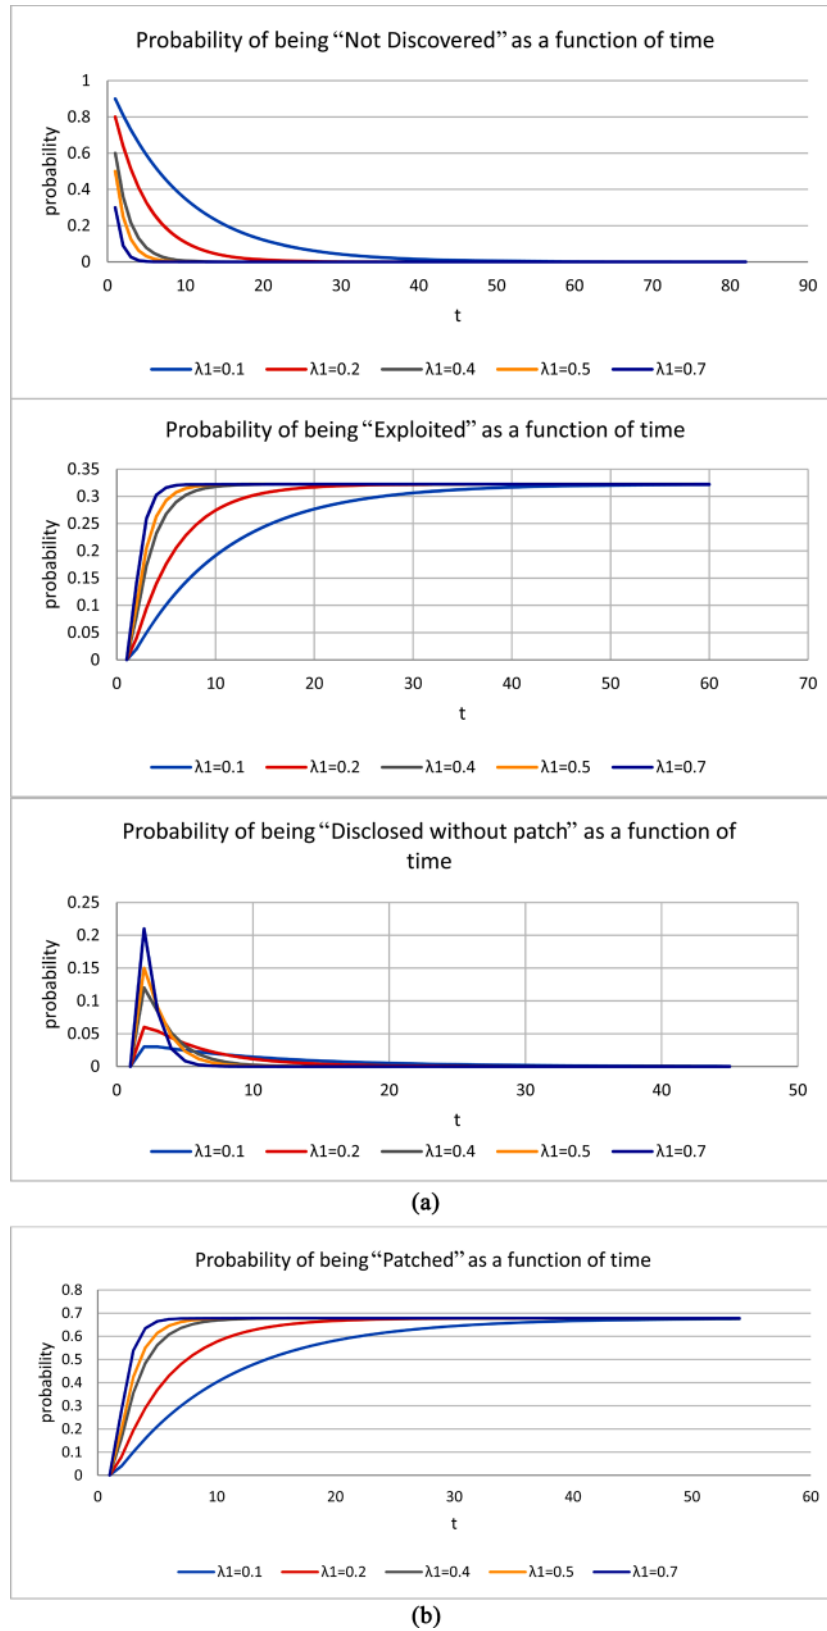 Probability of being “Not Discovered” as a function of time
1
0.8
0.6
0.4
0.2
0
probability
0 10 20 30 40 50 60 70 80 90
t
λ1=0.1 λ1=0.2 λ1=0.4 λ1=0.5 λ1=0.7
Probability of being “Exploited” as a function of time
0.35
0.3
0.25
0.2
0.15
0.1
0.05
0
probability
0 10 20 30 40 50 60 70
t
λ1=0.1 λ1=0.2 λ1=0.4 λ1=0.5 λ1=0.7
Probability of being “Disclosed without patch” as a function of
time
0.25
0.2
0.15
0.1
0.05
0
probability
0 10 20 30 40 50
t
λ1=0.1 λ1=0.2 λ1=0.4 λ1=0.5 λ1=0.7
(a)
Probability of being “Patched” as a function of time
0.8
0.7
0.6
0.5
0.4
0.3
0.2
0.1
0
probability
0 10 20 30 40 50 60
t
λ1=0.1 λ1=0.2 λ1=0.4 λ1=0.5 λ1=0.7
(b)